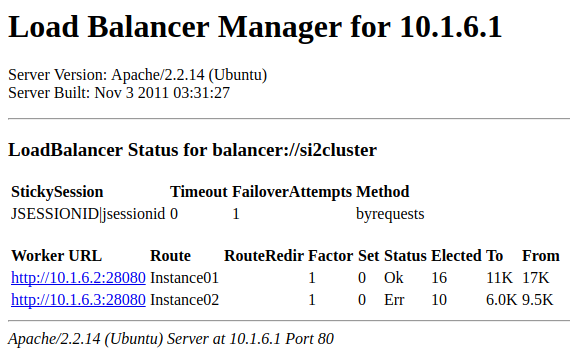 Load Balancer Manager for 10.1.6.1
Server Version: Apache/2.2.14 (Ubuntu)
Server Built: Nov 3 2011 03:31:27
LoadBalancer Status for balancer://si2cluster
StickySession Timeout FailoverAttempts Method
JSESSIONID|jsessionid 0 1 byrequests
Worker URL Route RouteRedir Factor Set Status Elected To From
http://10.1.6.2:28080 Instance01 1 0 Ok 16 11K 17K
http://10.1.6.3:28080 Instance02 1 0 Err 10 6.0K 9.5K
Apache/2.2.14 (Ubuntu) Server at 10.1.6.1 Port 80